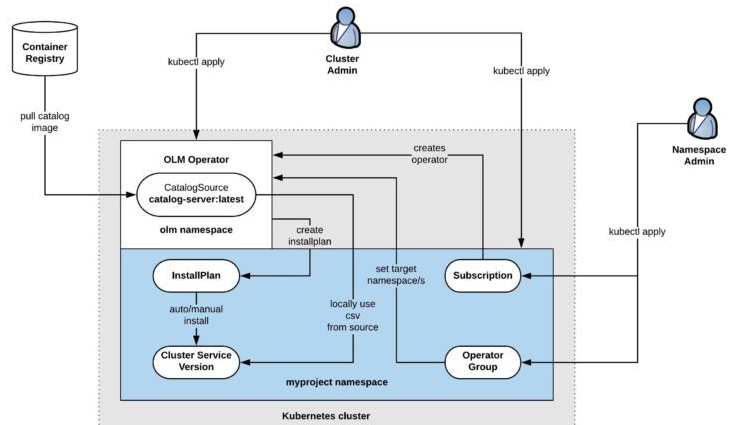 Container
Registry
pull catalog
image
Cluster
Admin
kubectl apply
kubectl apply
Namespace
Admin
kubectl apply
OLM Operator
CatalogSource
catalog-server:latest
olm namespace
creates
operator
create
installplan
InstallPlan
auto/manual
install
Cluster Service
Version
locally use
csv
from source
set target
namespace/s
Subscription
Operator
Group
myproject namespace
Kubernetes cluster